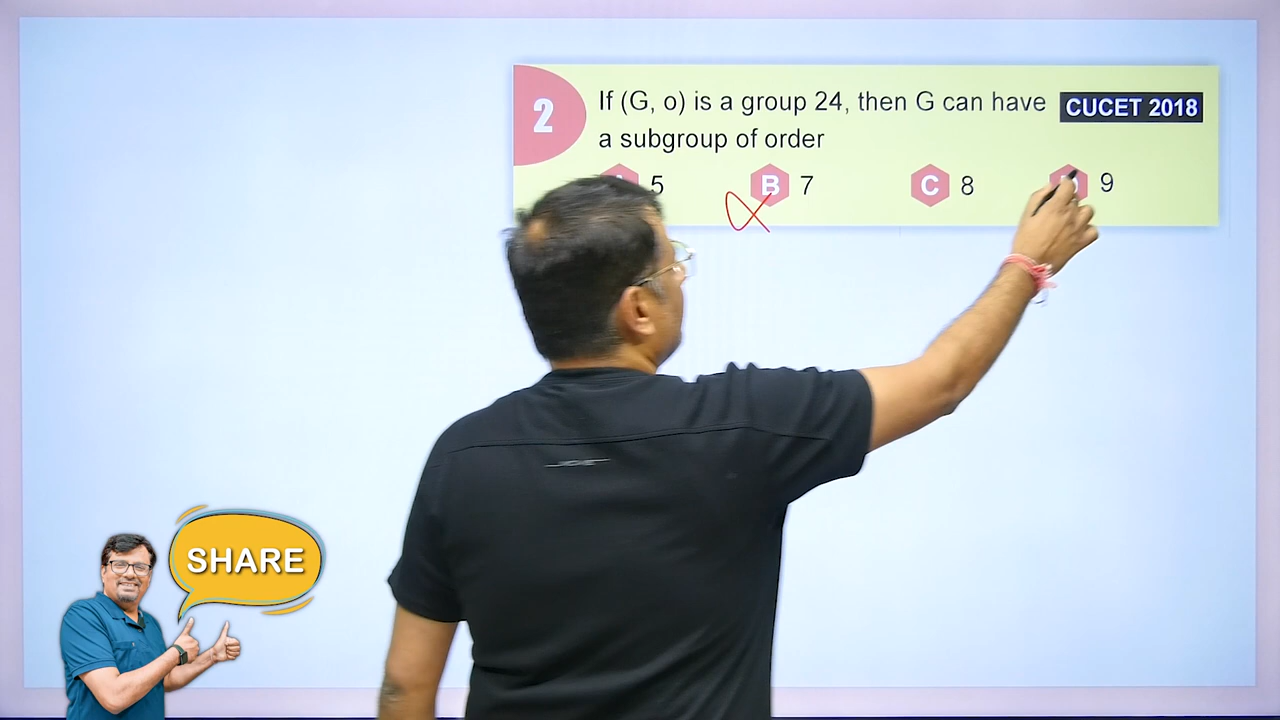 2
If (G, o) is a group 24, then G can have CUCET 2018
a subgroup of order
5 B 7 C 8 9
SHARE